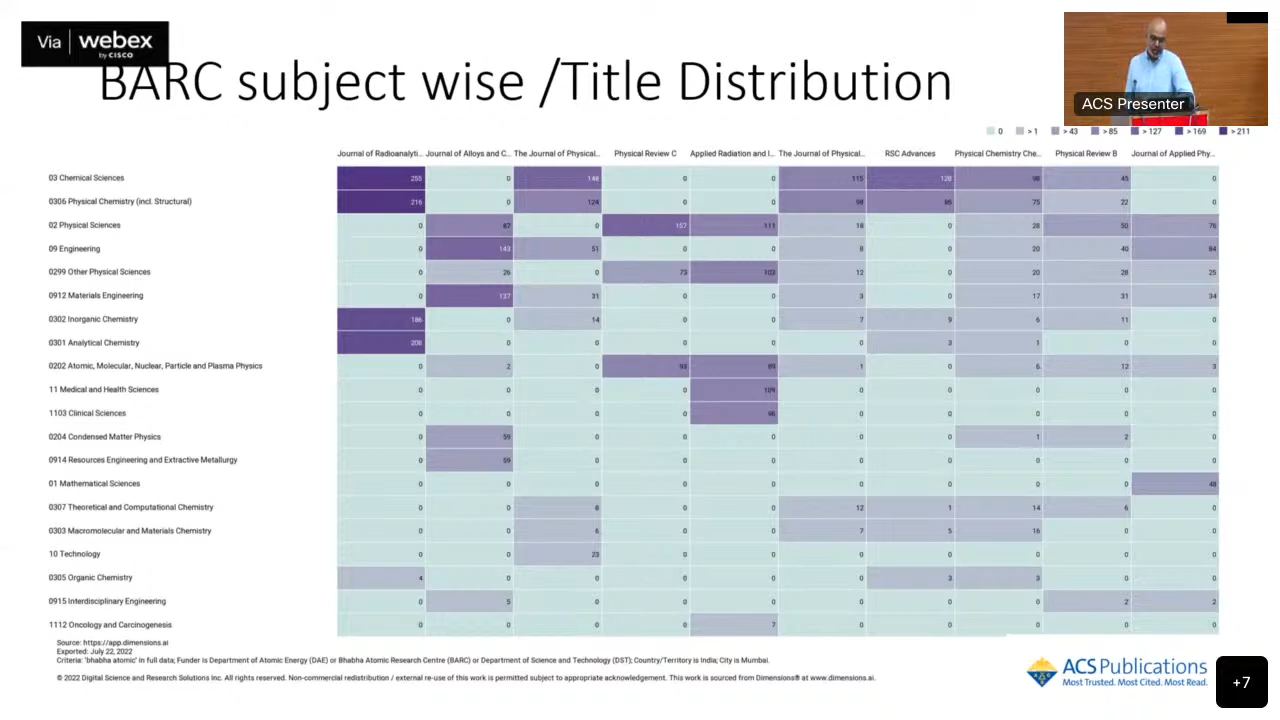 Via webex
by CISCO
BARC subject wise /Title Distribution
ACS Presenter
0 > 1 > 43 > 85 > 127 > 169 > 211
Journal of Radioanalyti... Journal of Alloys and C... The Journal of Physical... Physical Review C Applied Radiation and I... The Journal of Physical... RSC Advances Physical Chemistry Che... Physical Review B Journal of Applied Phy...
03 Chemical Sciences 255 0 148 0 0 115 128 98 45 0
0306 Physical Chemistry (incl. Structural) 216 0 124 0 0 98 86 75 22 0
02 Physical Sciences 0 87 0 157 111 18 0 28 50 76
09 Engineering 0 143 51 0 0 8 0 20 40 84
0299 Other Physical Sciences 0 26 0 73 103 12 0 20 28 25
0912 Materials Engineering 0 137 31 0 0 3 0 17 31 34
0302 Inorganic Chemistry 186 0 14 0 0 7 9 6 11 0
0301 Analytical Chemistry 208 0 0 0 0 0 3 1 0 0
0202 Atomic, Molecular, Nuclear, Particle and Plasma Physics 0 2 0 93 89 1 0 6 12 3
11 Medical and Health Sciences 0 0 0 0 109 0 0 0 0 0
1103 Clinical Sciences 0 0 0 0 96 0 0 0 0 0
0204 Condensed Matter Physics 0 59 0 0 0 0 0 1 2 0
0914 Resources Engineering and Extractive Metallurgy 0 59 0 0 0 0 0 0 0 0
01 Mathematical Sciences 0 0 0 0 0 0 0 0 0 48
0307 Theoretical and Computational Chemistry 0 0 8 0 0 12 1 14 6 0
0303 Macromolecular and Materials Chemistry 0 0 6 0 0 7 5 16 0 0
10 Technology 0 0 23 0 0 0 0 0 0 0
0305 Organic Chemistry 4 0 0 0 0 0 3 3 0 0
0915 Interdisciplinary Engineering 0 5 0 0 0 0 0 0 2 2
1112 Oncology and Carcinogenesis 0 0 0 0 7 0 0 0 0 0
Source: https://app.dimensions.ai
Exported: July 22, 2022
Criteria: 'bhabha atomic' in full data; Funder is Department of Atomic Energy (DAE) or Bhabha Atomic Research Centre (BARC) or Department of Science and Technology (DST); Country/Territory is India; City is Mumbai.
© 2022 Digital Science and Research Solutions Inc. All rights reserved. Non-commercial redistribution / external re-use of this work is permitted subject to appropriate acknowledgement. This work is sourced from Dimensions® at www.dimensions.ai.
ACS Publications
Most Trusted. Most Cited. Most Read.
+7